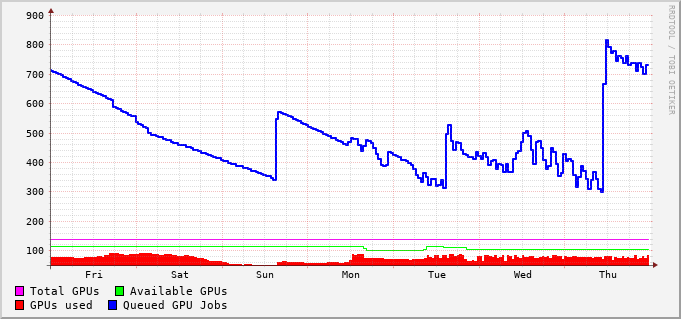 RRDTOOL / TOBI OETIKER
900
800
700
600
500
400
300
200
100
Fri Sat Sun Mon Tue Wed Thu
Total GPUs Available GPUs
GPUs used Queued GPU Jobs